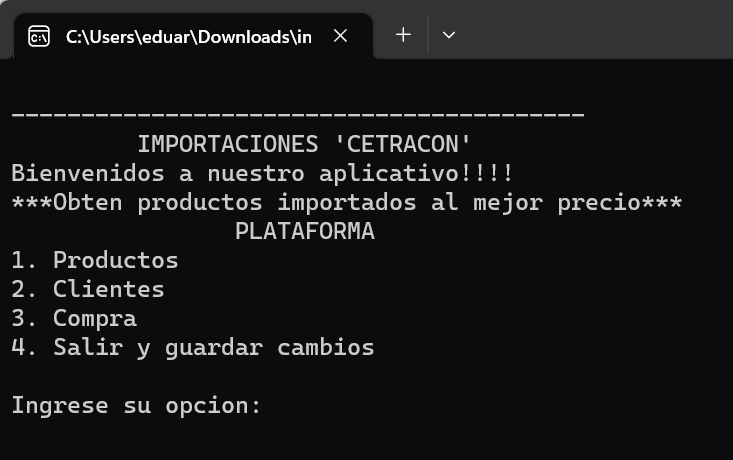 C:\Users\eduar\Downloads\in
-----------------------------------------
IMPORTACIONES 'CETRACON'
Bienvenidos a nuestro aplicativo!!!!
***Obten productos importados al mejor precio***
PLATAFORMA
1. Productos
2. Clientes
3. Compra
4. Salir y guardar cambios
Ingrese su opcion: